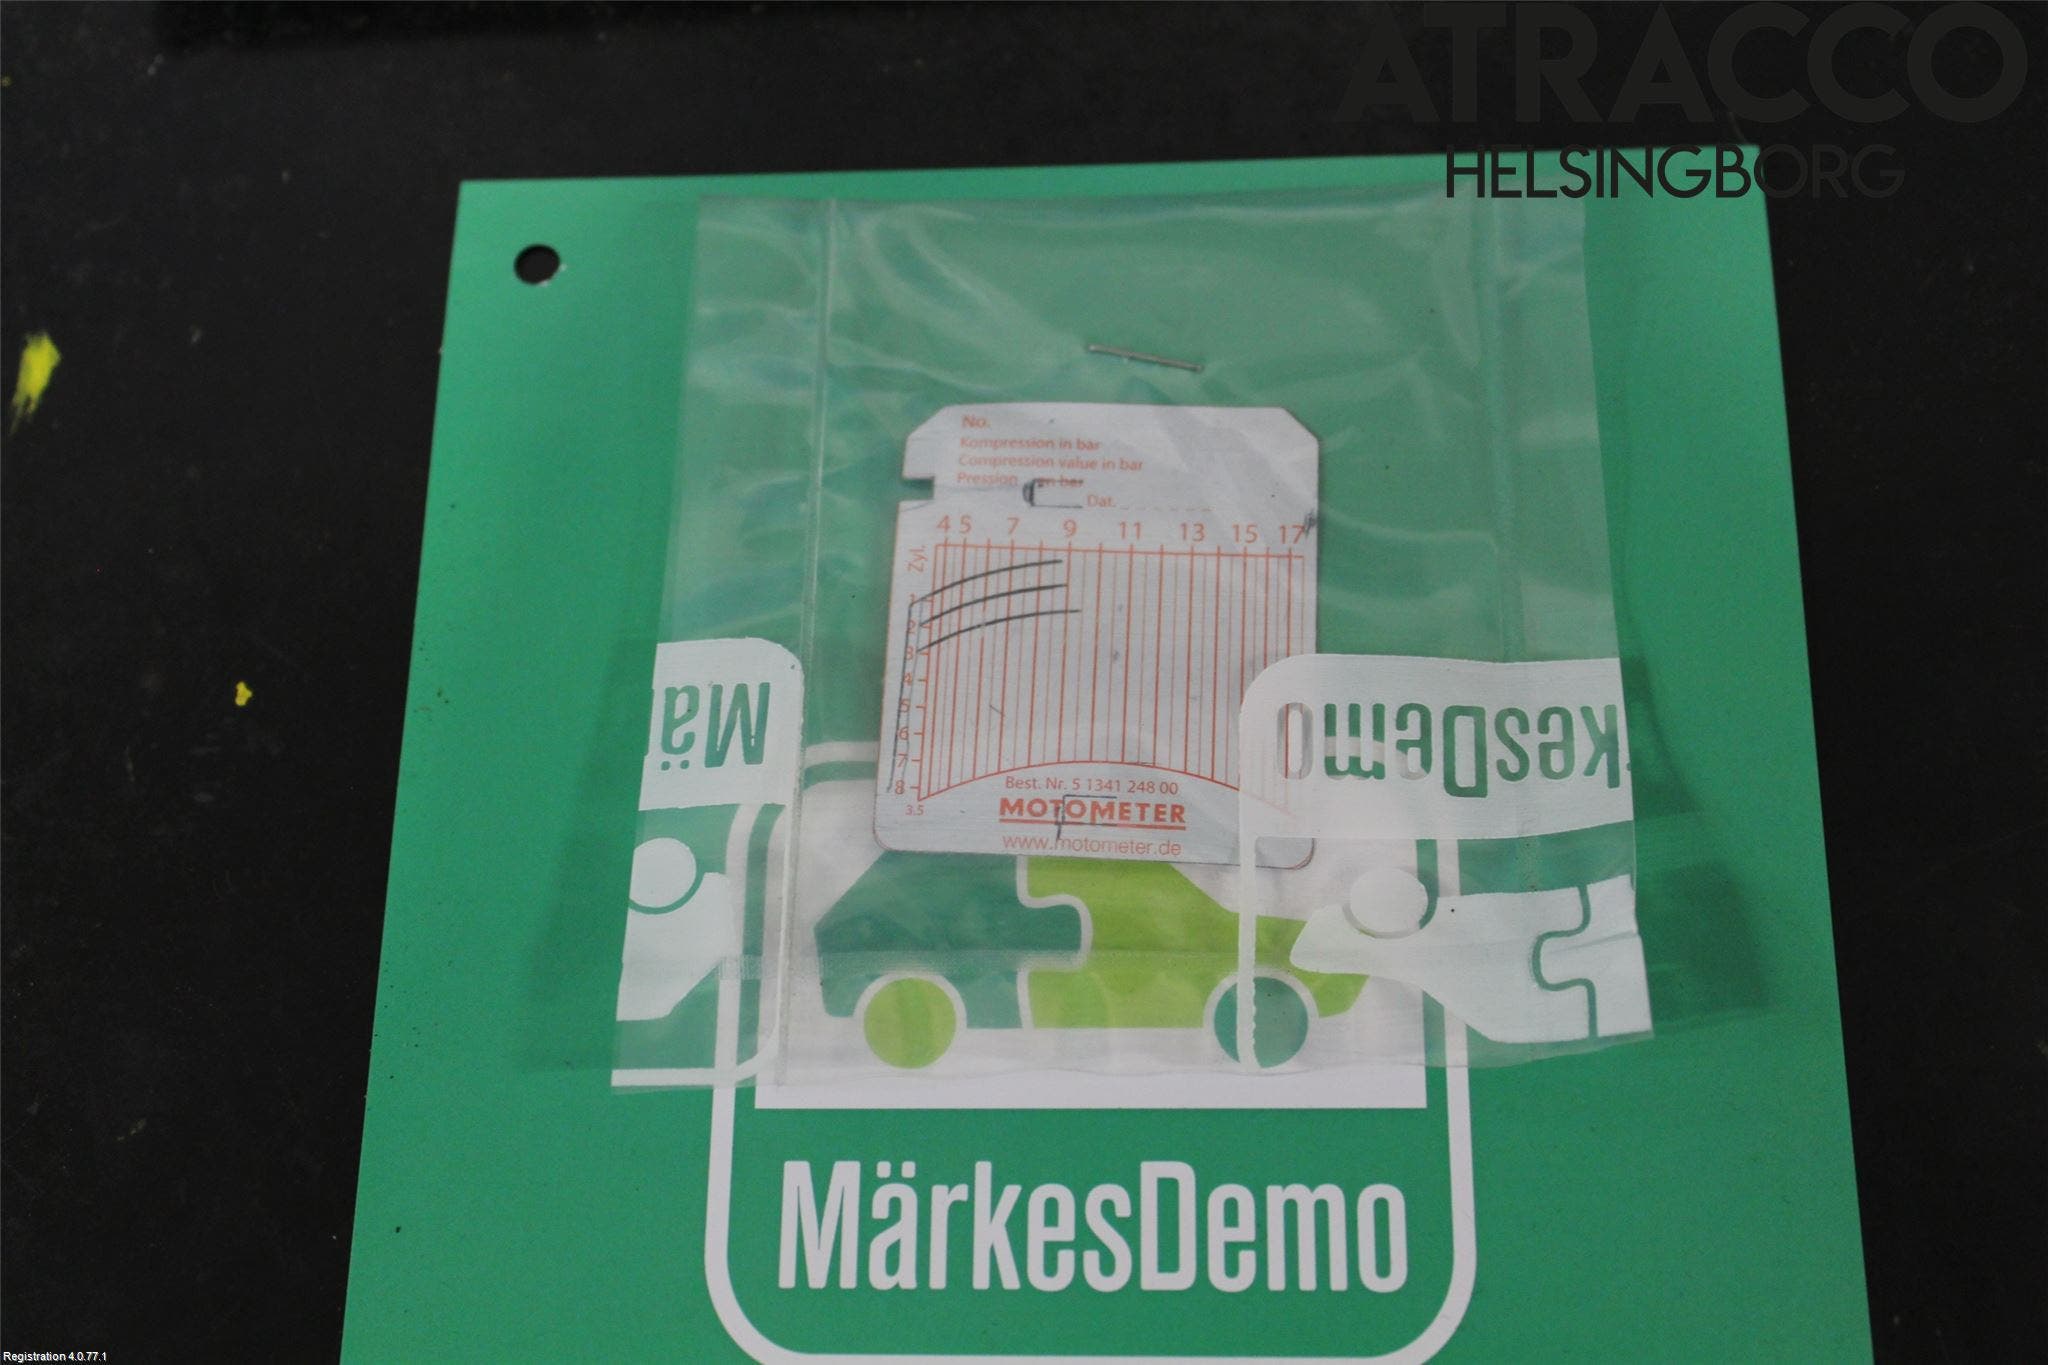 ATRACCO
HELSINGBORG
No.
Kompression in bar
Compression value in bar
Pression en bar
Dat.
4 5 7 9 11 13 15 17
Zyl.
1
2
3
4
5
6
7
8
3.5
Best. Nr. 5 1341 248 00
MOTOMETER
www.motometer.de
Mä
kesDemo
MärkesDemo
Registration 4.0.77.1